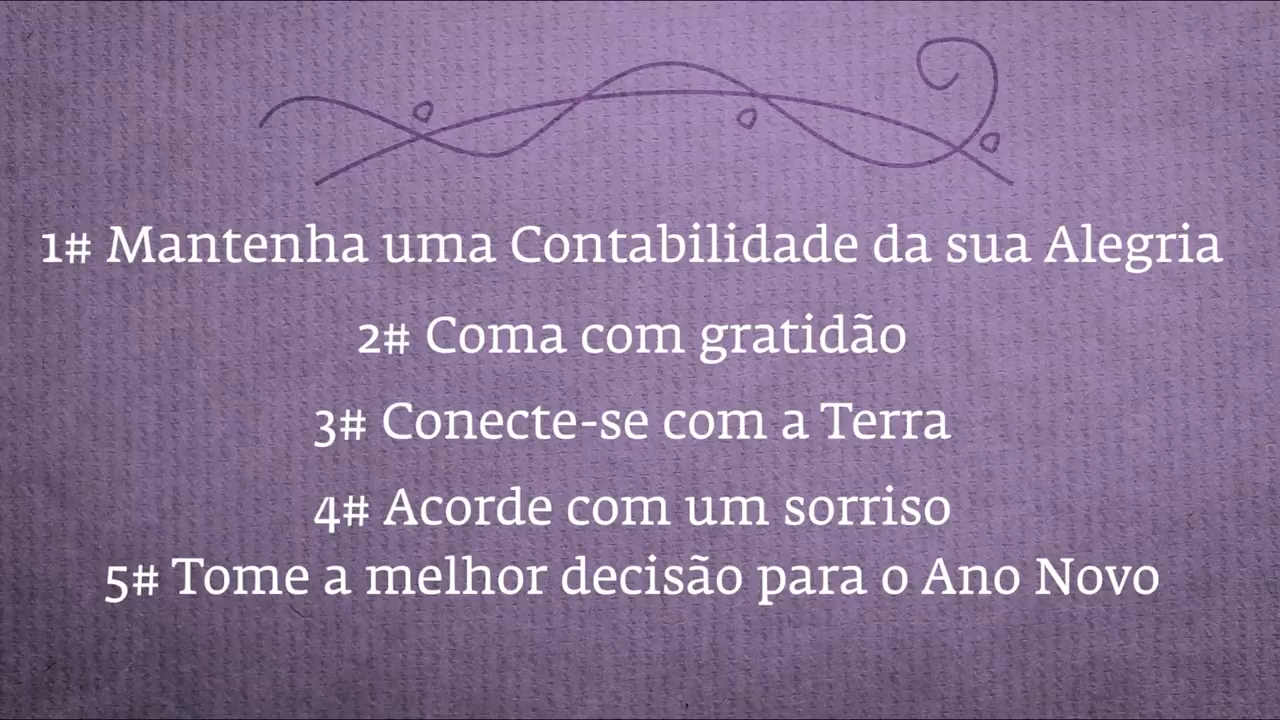 1# Mantenha uma Contabilidade da sua Alegria
2# Coma com gratidão
3# Conecte-se com a Terra
4# Acorde com um sorriso
5# Tome a melhor decisão para o Ano Novo